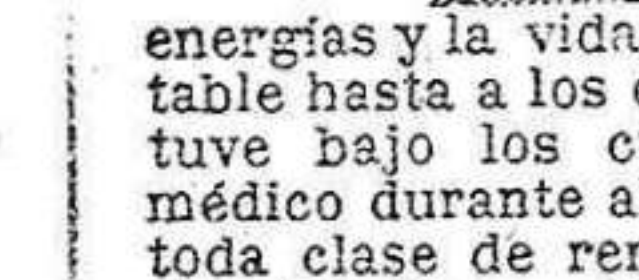 energías y la vida
table hasta a los
tuve bajo los
médico durante a
toda clase de